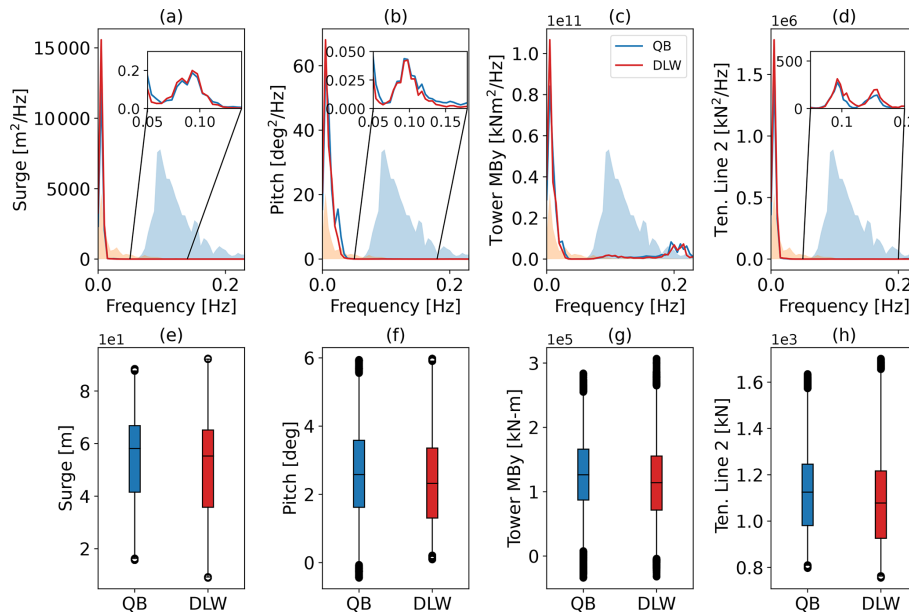 (a) (b) (c) (d)
1e11 1e6
15 000
10 000
5000
0
Surge [m²/Hz]
0.2
0.0
0.05 0.10
0.0 0.2
Frequency [Hz]
60
40
20
0
Pitch [deg²/Hz]
0.050
0.025
0.000
0.05 0.10
0.0 0.2
Frequency [Hz]
1.0
0.8
0.6
0.4
0.2
0.0
Tower MBy [kNm²/Hz]
QB
DLW
0.0 0.2
Frequency [Hz]
1.5
1.2
0.9
0.6
0.3
0.0
Ten. Line 2 [kN²/Hz]
500
0
0.1
0.0
Frequency [Hz]
(e) (f) (g) (h)
1e1 1e5 1e3
8
6
4
2
Surge [m]
QB DLW
6
4
2
0
Pitch [deg]
QB DLW
3
2
1
0
Tower MBy [kN-m]
QB DLW
1.6
1.4
1.2
1.0
0.8
Ten. Line 2 [kN]
QB DLW